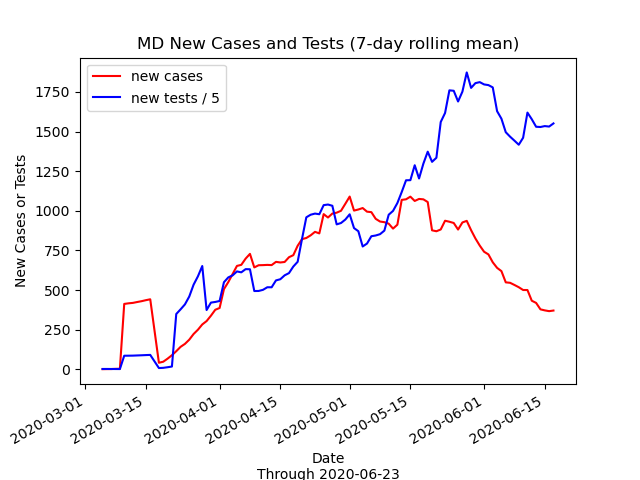 MD New Cases and Tests (7-day rolling mean)
new cases
new tests / 5
New Cases or Tests
1750
1500
1250
1000
750
500
250
0
2020-03-01
2020-03-15
2020-04-01
2020-04-15
2020-05-01
2020-05-15
2020-06-01
2020-06-15
Date
Through 2020-06-23